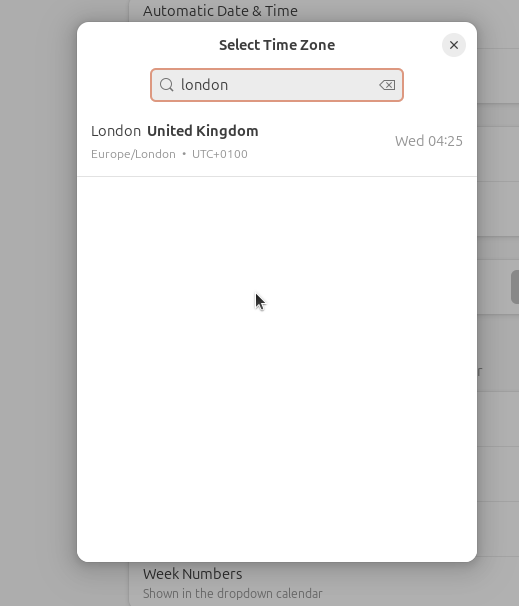 Automatic Date & Time
Select Time Zone
london
London United Kingdom
Wed 04:25
Europe/London • UTC+0100
r
Week Numbers
Shown in the dropdown calendar